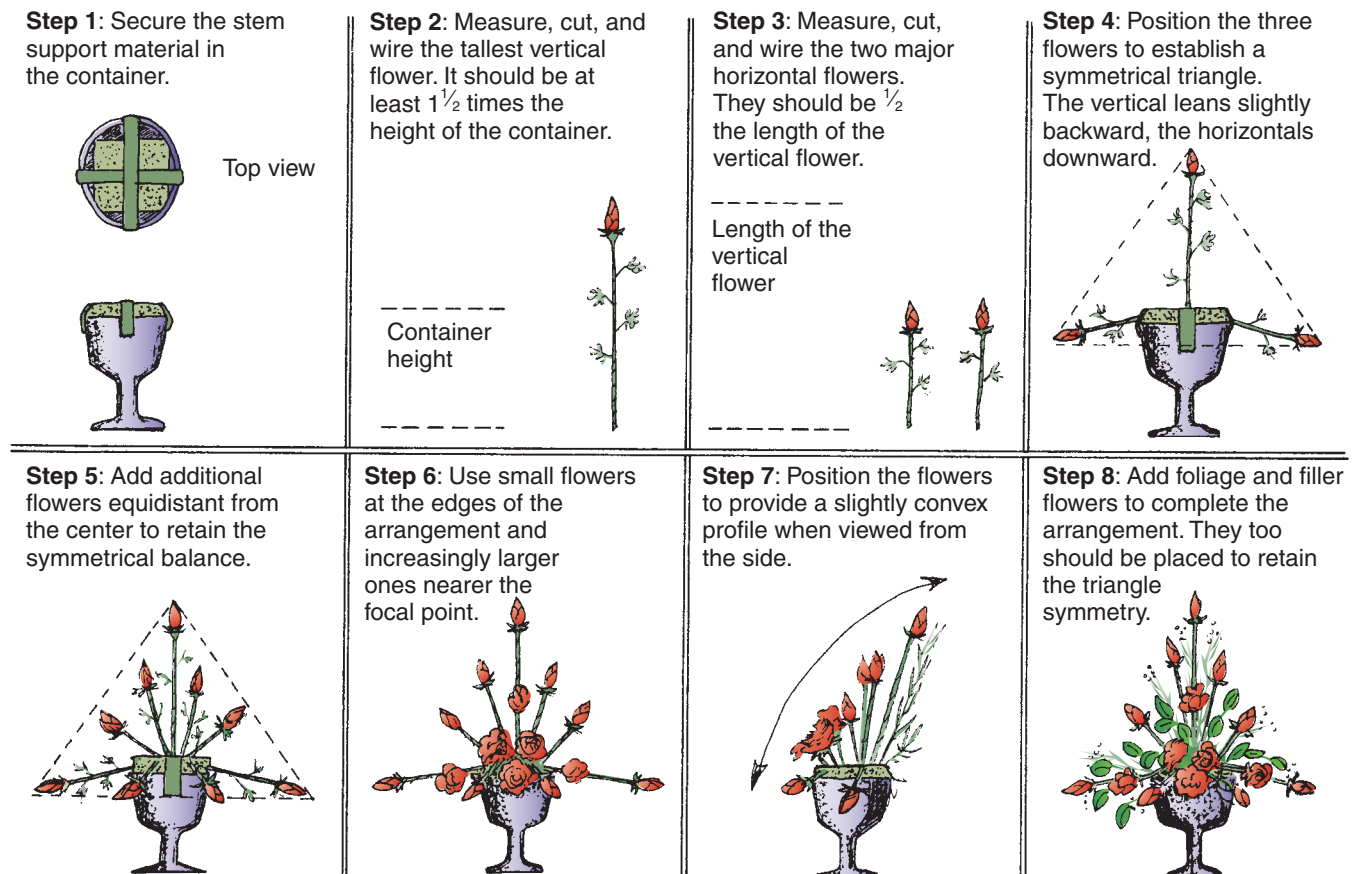 Step 1: Secure the stem
support material in
the container.
Top view
Step 2: Measure, cut, and
wire the tallest vertical
flower. It should be at
least 1 1/2 times the
height of the container.
Container
height
Step 3: Measure, cut,
and wire the two major
horizontal flowers.
They should be 1/2
the length of the
vertical flower.
Length of the
vertical
flower
Step 4: Position the three
flowers to establish a
symmetrical triangle.
The vertical leans slightly
backward, the horizontals
downward.
Step 5: Add additional
flowers equidistant from
the center to retain the
symmetrical balance.
Step 6: Use small flowers
at the edges of the
arrangement and
increasingly larger
ones nearer the
focal point.
Step 7: Position the flowers
to provide a slightly convex
profile when viewed from
the side.
Step 8: Add foliage and filler
flowers to complete the
arrangement. They too
should be placed to retain
the triangle
symmetry.